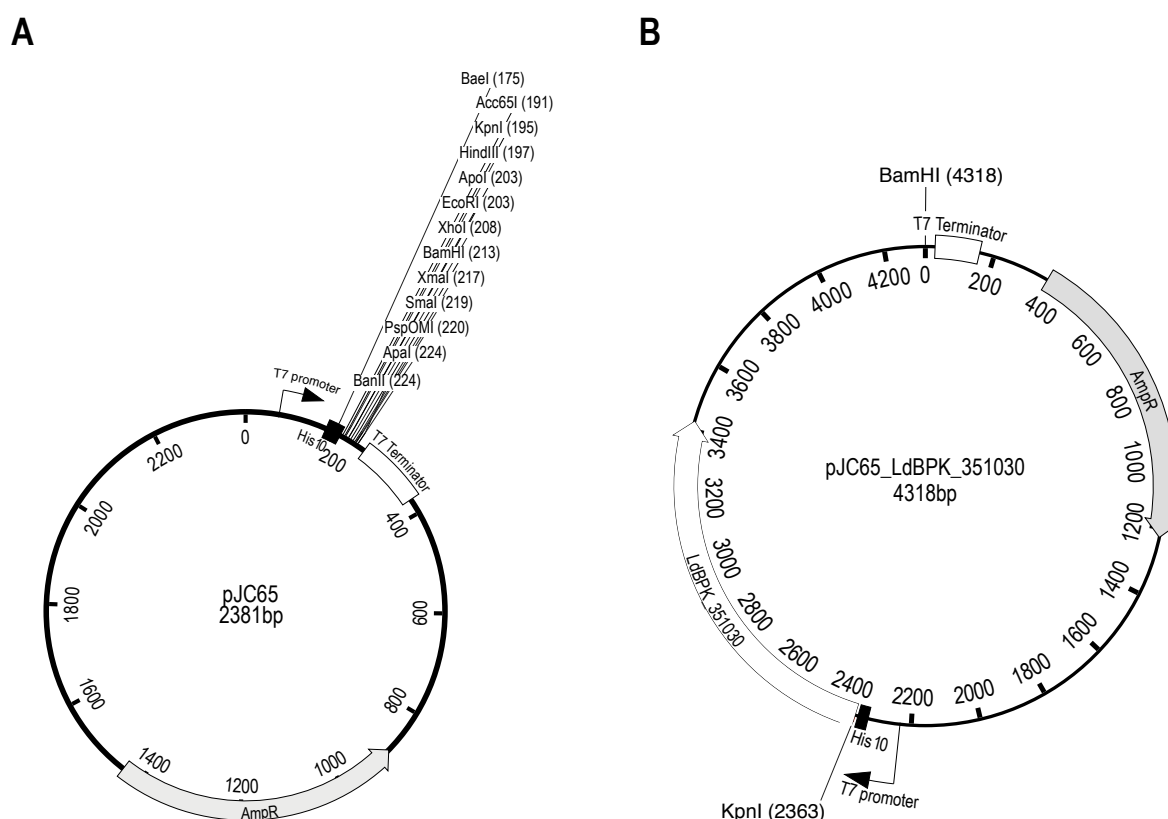 A
BaeI (175)
Acc65I (191)
KpnI (195)
HindIII (197)
ApoI (203)
EcoRI (203)
XhoI (208)
BamHI (213)
XmaI (217)
SmaI (219)
PspOMI (220)
ApaI (224)
BanII (224)
T7 promoter
His10
T7 Terminator
0
200
400
600
800
1000
1200
1400
1600
1800
2000
2200
pJC65
2381bp
AmpR
B
BamHI (4318)
T7 Terminator
0
200
400
600
800
1000
1200
1400
1600
1800
2000
2200
2400
2600
2800
3000
3200
3400
3600
3800
4000
4200
AmpR
pJC65_LdBPK_351030
4318bp
LdBPK_351030
His10
T7 promoter
KpnI (2363)